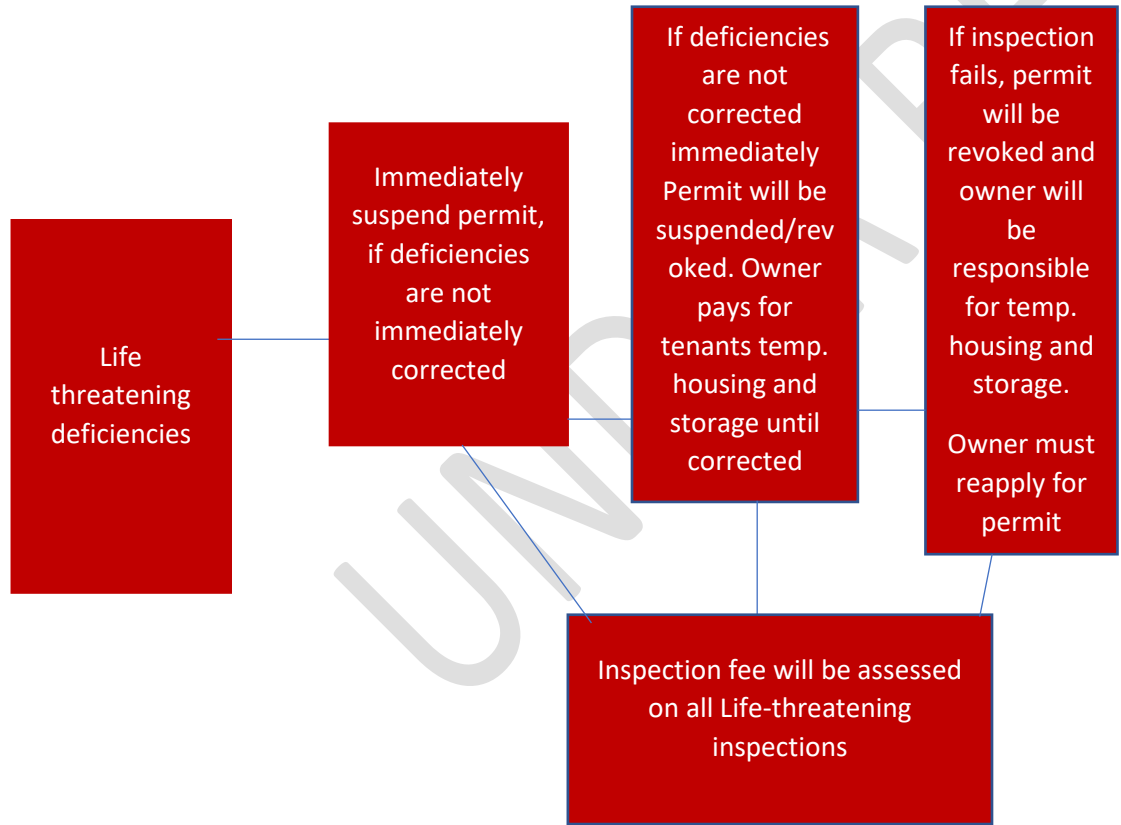 Life
threatening
deficiencies
Immediately
suspend permit,
if deficiencies
are not
immediately
corrected
If deficiencies
are not
corrected
immediately
Permit will be
suspended/rev
oked. Owner
pays for
tenants temp.
housing and
storage until
corrected
If inspection
fails, permit
will be
revoked and
owner will
be
responsible
for temp.
housing and
storage.
Owner must
reapply for
permit
Inspection fee will be assessed
on all Life-threatening
inspections